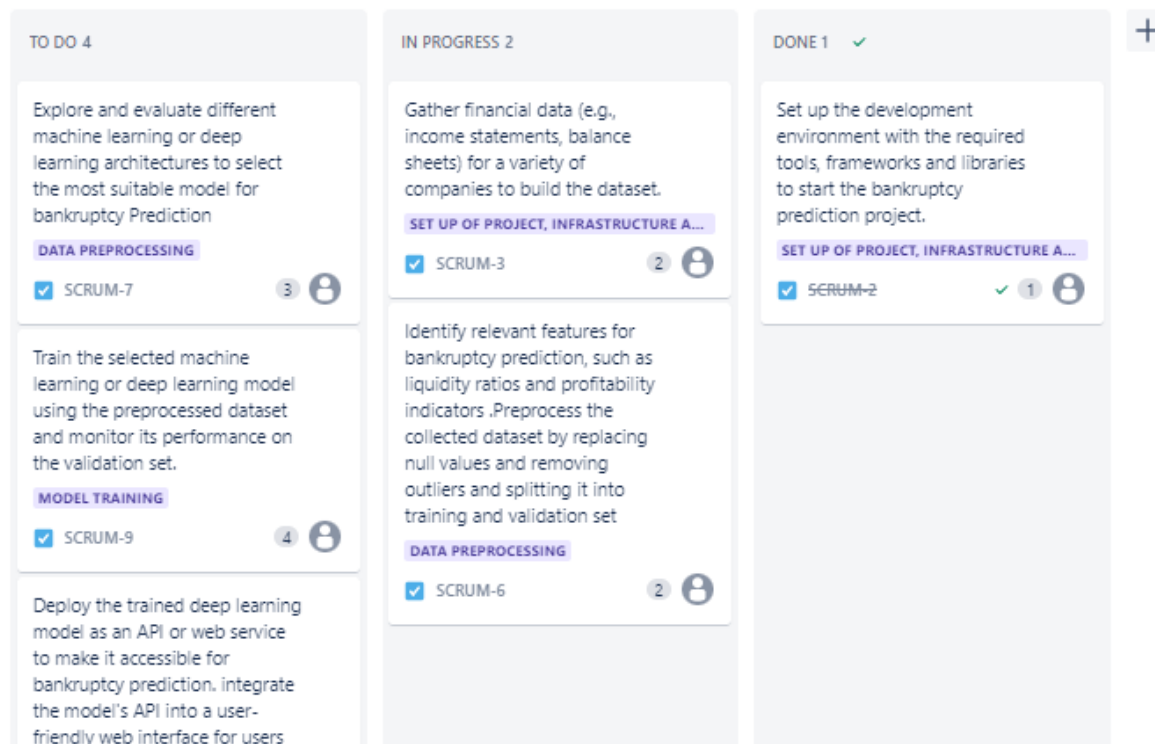 TO DO 4
Explore and evaluate different
machine learning or deep
learning architectures to select
the most suitable model for
bankruptcy Prediction
DATA PREPROCESSING
SCRUM-7
3
Train the selected machine
learning or deep learning model
using the preprocessed dataset
and monitor its performance on
the validation set.
MODEL TRAINING
SCRUM-9
4
Deploy the trained deep learning
model as an API or web service
to make it accessible for
bankruptcy prediction. integrate
the model's API into a user-
friendly web interface for users
IN PROGRESS 2
Gather financial data (e.g.,
income statements, balance
sheets) for a variety of
companies to build the dataset.
SET UP OF PROJECT, INFRASTRUCTURE A...
SCRUM-3
2
Identify relevant features for
bankruptcy prediction, such as
liquidity ratios and profitability
indicators .Preprocess the
collected dataset by replacing
null values and removing
outliers and splitting it into
training and validation set
DATA PREPROCESSING
SCRUM-6
2
DONE 1
Set up the development
environment with the required
tools, frameworks and libraries
to start the bankruptcy
prediction project.
SET UP OF PROJECT, INFRASTRUCTURE A...
SCRUM-2
1